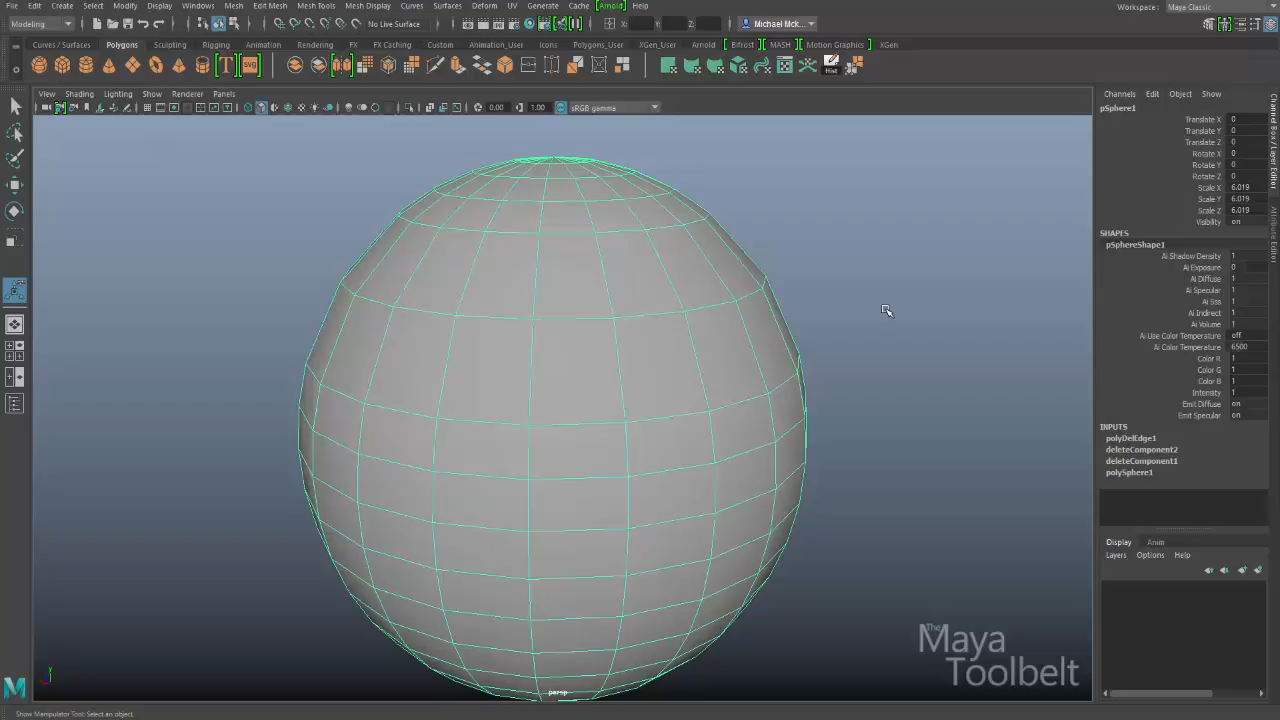 File Edit Create Select Modify Display Windows Mesh Edit Mesh Mesh Tools Mesh Display Curves Surfaces Deform UV Generate Cache Arnold Help
Workspace: Maya Classic
Modeling
No Live Surface
X: Y: Z:
Michael Mck...
Curves / Surfaces Polygons Sculpting Rigging Animation Rendering FX FX Caching Custom Animation_User Icons Polygons_User XGen_User Arnold Bifrost MASH Motion Graphics XGen
T
svg
Hist
View Shading Lighting Show Renderer Panels
0.00 1.00 sRGB gamma
Channels Edit Object Show
pSphere1
Translate X 0
Translate Y 0
Translate Z 0
Rotate X 0
Rotate Y 0
Rotate Z 0
Scale X 6.019
Scale Y 6.019
Scale Z 6.019
Visibility on
SHAPES
pSphereShape1
Ai Shadow Density 1
Ai Exposure 0
Ai Diffuse 1
Ai Specular 1
Ai Sss 1
Ai Indirect 1
Ai Volume 1
Ai Use Color Temperature off
Ai Color Temperature 6500
Color R 1
Color G 1
Color B 1
Intensity 1
Emit Diffuse on
Emit Specular on
INPUTS
polyDelEdge1
deleteComponent2
deleteComponent1
polySphere1
Display Anim
Layers Options Help
Channel Box / Layer Editor
Attribute Editor
The
Maya
Toolbelt
persp
y
Show Manipulator Tool: Select an object.